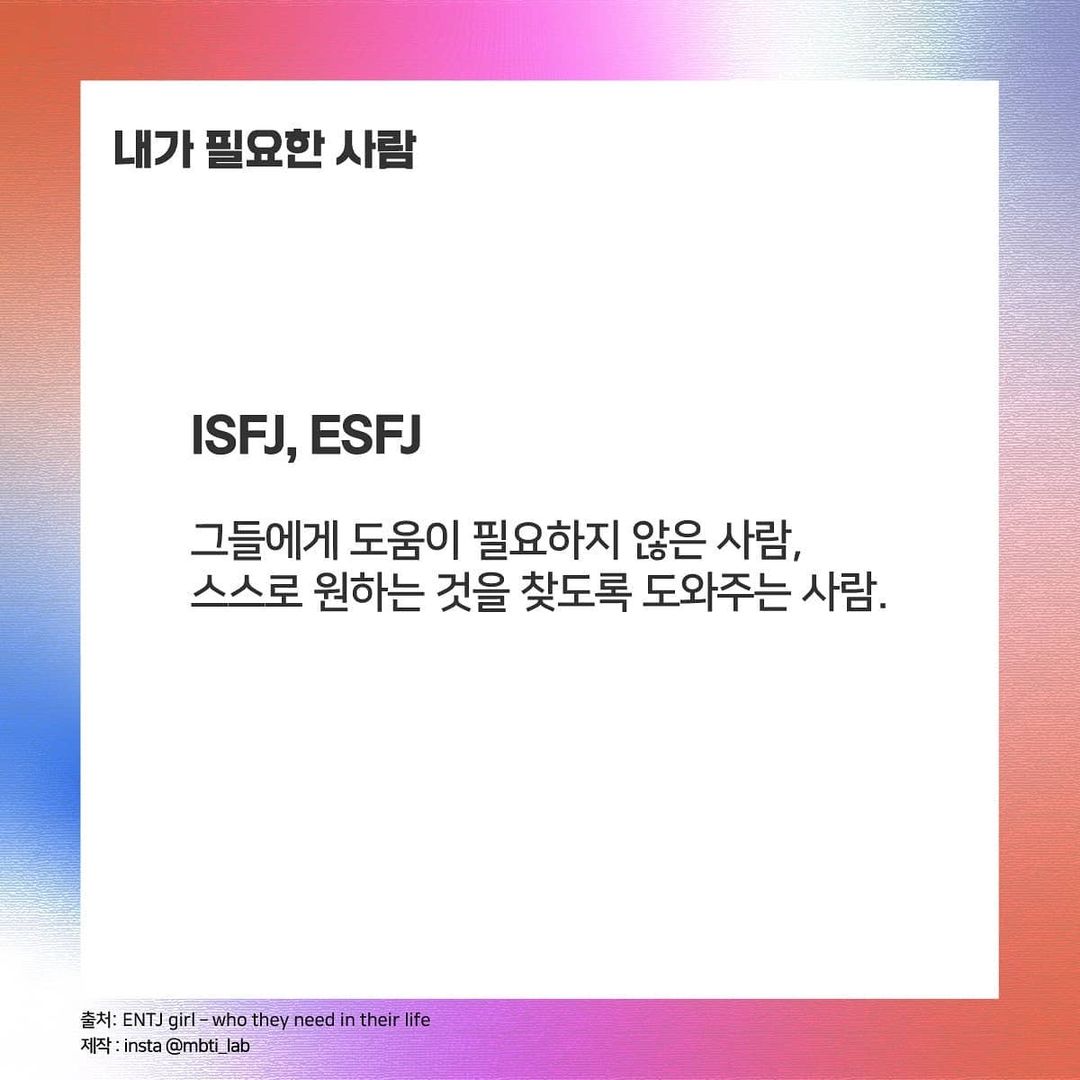 내가 필요한 사람
ISFJ, ESFJ
그들에게 도움이 필요하지 않은 사람,
스스로 원하는 것을 찾도록 도와주는 사람.
출처: ENTJ girl – who they need in their life
제작 : insta @mbti_lab